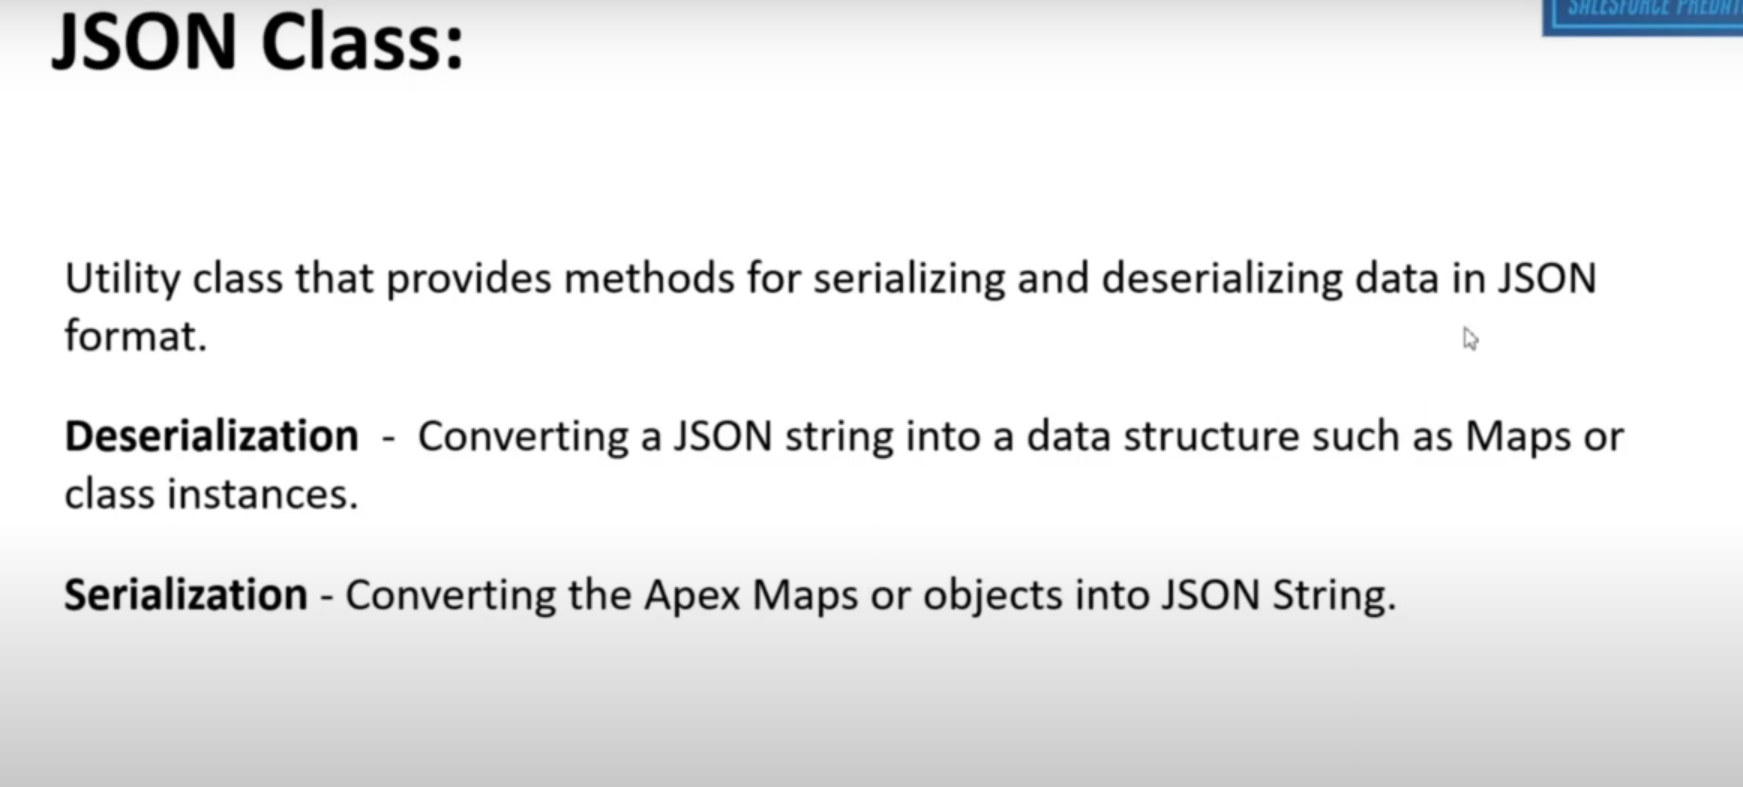 JSON Class:
SALESFORCE
Utility class that provides methods for serializing and deserializing data in JSON
format.
Deserialization - Converting a JSON string into a data structure such as Maps or
class instances.
Serialization - Converting the Apex Maps or objects into JSON String.